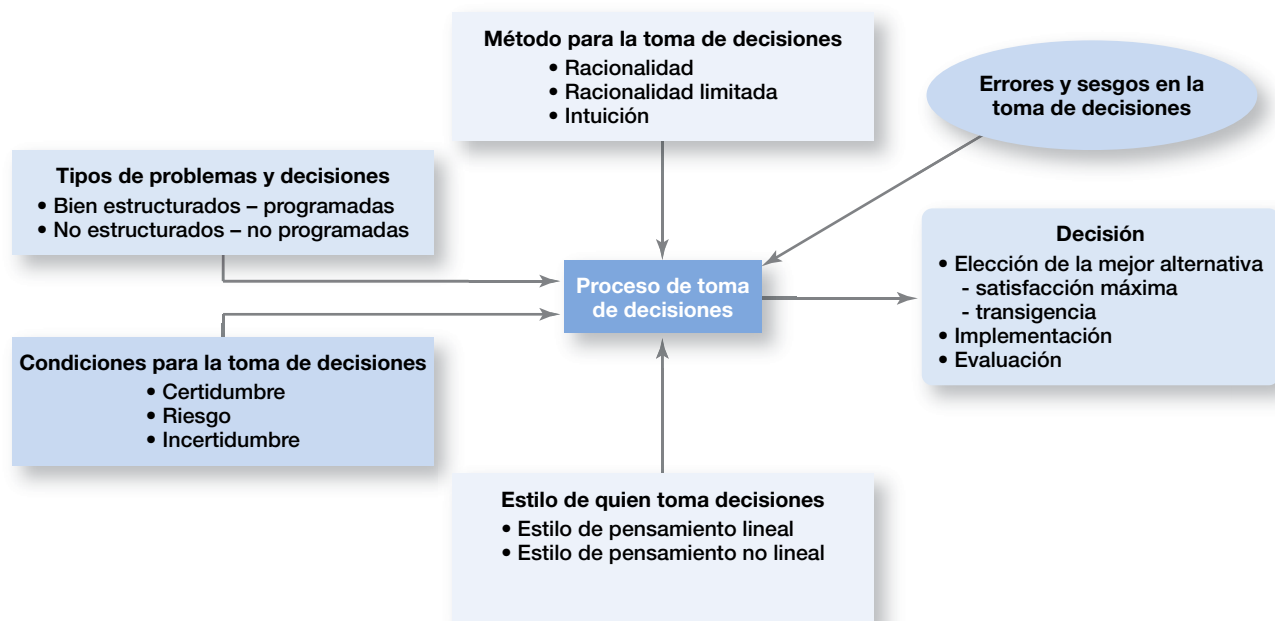 Método para la toma de decisiones
• Racionalidad
• Racionalidad limitada
• Intuición
Errores y sesgos en la
toma de decisiones
Tipos de problemas y decisiones
• Bien estructurados – programadas
• No estructurados – no programadas
Proceso de toma
de decisiones
Decisión
• Elección de la mejor alternativa
- satisfacción máxima
- transigencia
• Implementación
• Evaluación
Condiciones para la toma de decisiones
• Certidumbre
• Riesgo
• Incertidumbre
Estilo de quien toma decisiones
• Estilo de pensamiento lineal
• Estilo de pensamiento no lineal